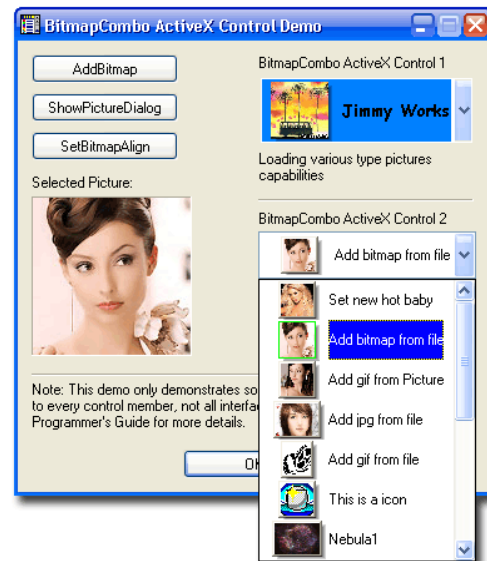 BitmapCombo ActiveX Control Demo
AddBitmap
ShowPictureDialog
SetBitmapAlign
Selected Picture:
BitmapCombo ActiveX Control 1
Jimmy Works
Loading various type pictures
capabilities
BitmapCombo ActiveX Control 2
Add bitmap from file
Set new hot baby
Add bitmap from file
Add gif from Picture
Add jpg from file
Add gif from file
This is a icon
Nebula1
Note: This demo only demonstrates so
to every control member, not all interfa
Programmer's Guide for more details.